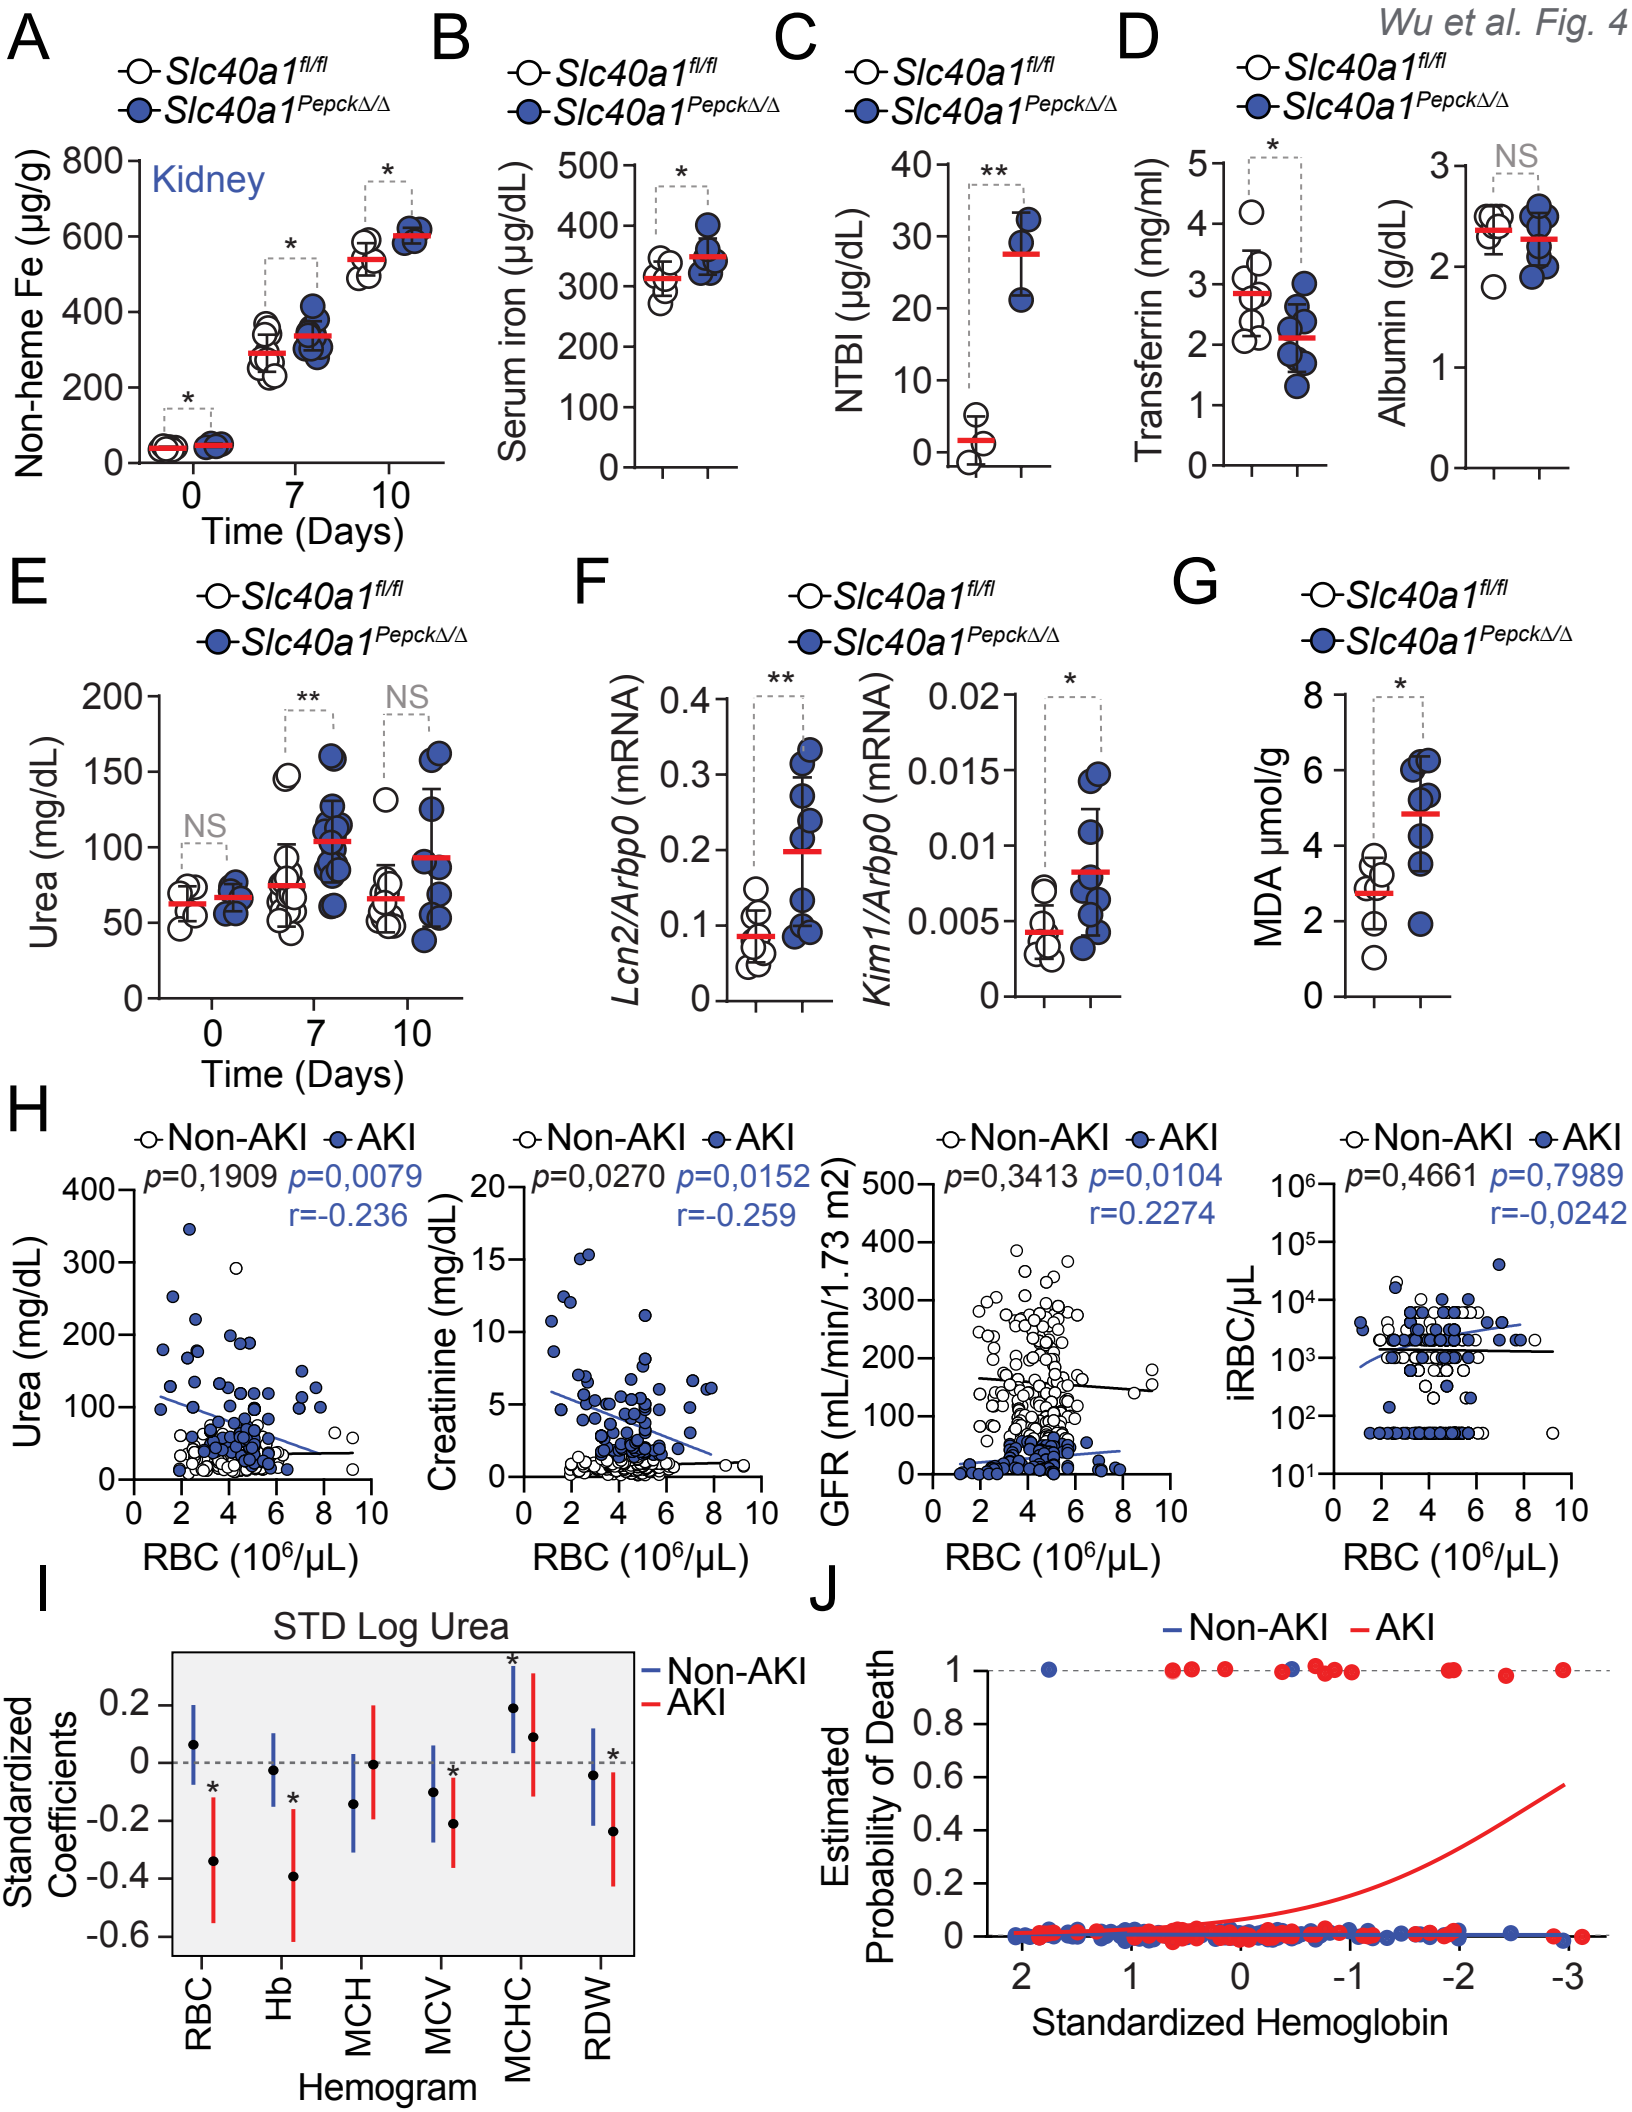 Wu et al. Fig. 4
A
Slc40a1fl/fl
Slc40a1PepckΔ/Δ
Non-heme Fe (µg/g)
800
600
400
200
0
Kidney
*
*
*
0 7 10
Time (Days)
B
Slc40a1fl/fl
Slc40a1PepckΔ/Δ
Serum iron (µg/dL)
500
400
300
200
100
0
*
C
Slc40a1fl/fl
Slc40a1PepckΔ/Δ
NTBI (µg/dL)
40
30
20
10
0
**
D
Slc40a1fl/fl
Slc40a1PepckΔ/Δ
Transferrin (mg/ml)
5
4
3
2
1
0
*
Albumin (g/dL)
3
2
1
0
NS
E
Slc40a1fl/fl
Slc40a1PepckΔ/Δ
Urea (mg/dL)
200
150
100
50
0
NS
**
NS
0 7 10
Time (Days)
F
Slc40a1fl/fl
Slc40a1PepckΔ/Δ
Lcn2/Arbp0 (mRNA)
0.4
0.3
0.2
0.1
0
**
Kim1/Arbp0 (mRNA)
0.02
0.015
0.01
0.005
0
*
G
Slc40a1fl/fl
Slc40a1PepckΔ/Δ
MDA µmol/g
8
6
4
2
0
*
H
Non-AKI AKI
p=0,1909 p=0,0079
r=-0.236
Urea (mg/dL)
400
300
200
100
0
0 2 4 6 8 10
RBC (10⁶/µL)
Non-AKI AKI
p=0,0270 p=0,0152
r=-0.259
Creatinine (mg/dL)
20
15
10
5
0
0 2 4 6 8 10
RBC (10⁶/µL)
Non-AKI AKI
p=0,3413 p=0,0104
r=0.2274
GFR (mL/min/1.73 m2)
500
400
300
200
100
0
0 2 4 6 8 10
RBC (10⁶/µL)
Non-AKI AKI
p=0,4661 p=0,7989
r=-0,0242
iRBC/µL
10⁶
10⁵
10⁴
10³
10²
10¹
0 2 4 6 8 10
RBC (10⁶/µL)
I
STD Log Urea
Non-AKI
AKI
Standardized
Coefficients
0.2
0
-0.2
-0.4
-0.6
*
*
*
*
*
RBC
Hb
MCH
MCV
MCHC
RDW
Hemogram
J
Non-AKI AKI
Estimated
Probability of Death
1
0.8
0.6
0.4
0.2
0
2 1 0 -1 -2 -3
Standardized Hemoglobin